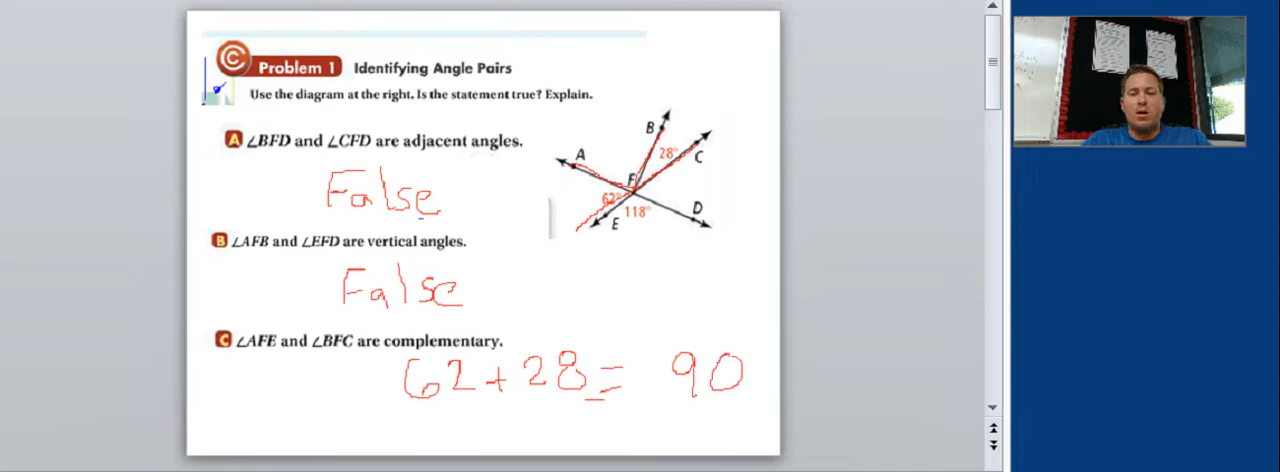 © Problem 1 Identifying Angle Pairs
Use the diagram at the right. Is the statement true? Explain.
A ∠BFD and ∠CFD are adjacent angles.
False
B ∠AFB and ∠EFD are vertical angles.
False
C ∠AFE and ∠BFC are complementary.
62 + 28 = 90
B
A
28°
C
F
62°
118°
D
E